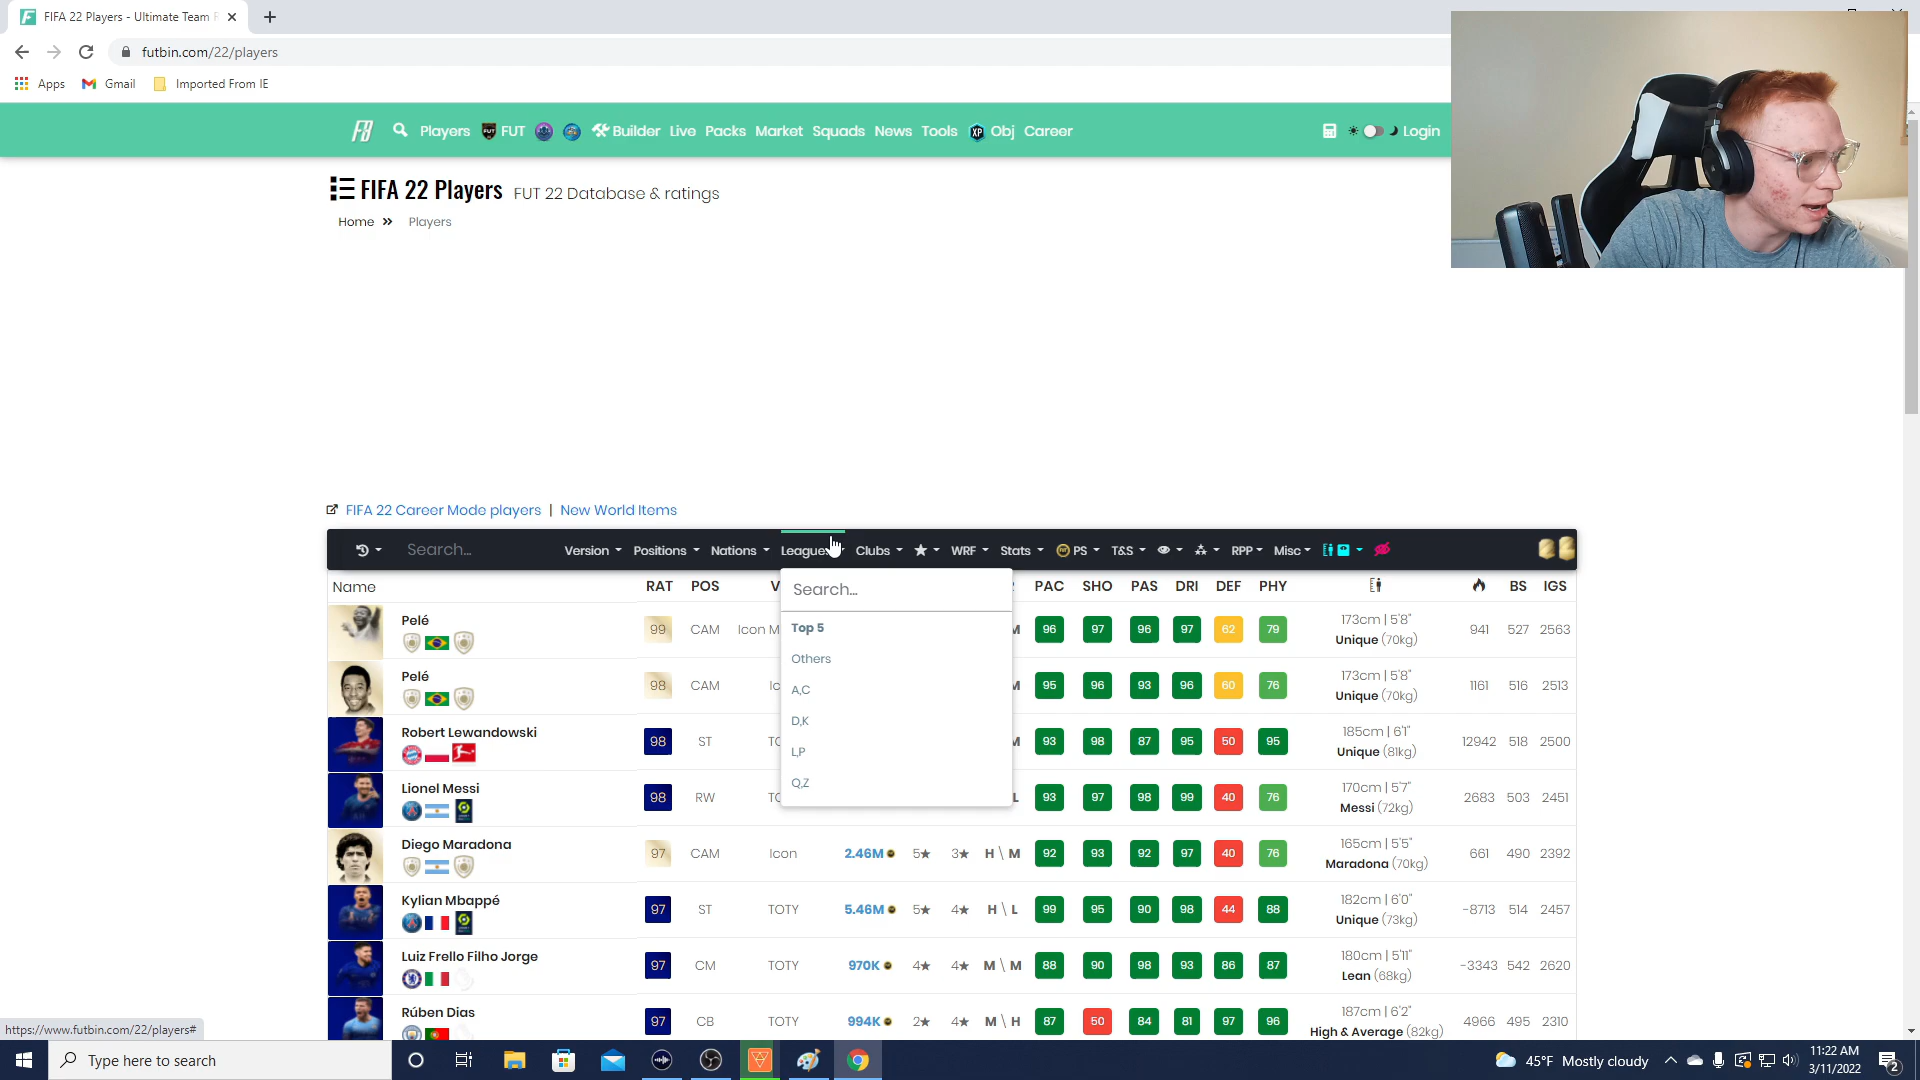 FIFA 22 Players - Ultimate Team
futbin.com/22/players
Apps Gmail Imported From IE
Players FUT Builder Live Packs Market Squads News Tools XP Obj Career Login
FIFA 22 Players FUT 22 Database & ratings
Home » Players
FIFA 22 Career Mode players | New World Items
Search... Version Positions Nations League Clubs WRF Stats PS T&S RPP Misc
Name RAT POS PAC SHO PAS DRI DEF PHY BS IGS
Search...
Top 5
Others
A,C
D,K
L,P
Q,Z
Pelé 99 CAM Icon M M 96 97 96 97 62 79 173cm | 5'8" 941 527 2563
Unique (70kg)
Pelé 98 CAM Ic M 95 96 93 96 60 76 173cm | 5'8" 1161 516 2513
Unique (70kg)
Robert Lewandowski 98 ST TO M 93 98 87 95 50 95 185cm | 6'1" 12942 518 2500
Unique (81kg)
Lionel Messi 98 RW TO L 93 97 98 99 40 76 170cm | 5'7" 2683 503 2451
Messi (72kg)
Diego Maradona 97 CAM Icon 2.46M 5★ 3★ H \ M 92 93 92 97 40 76 165cm | 5'5" 661 490 2392
Maradona (70kg)
Kylian Mbappé 97 ST TOTY 5.46M 5★ 4★ H \ L 99 95 90 98 44 88 182cm | 6'0" -8713 514 2457
Unique (73kg)
Luiz Frello Filho Jorge 97 CM TOTY 970K 4★ 4★ M \ M 88 90 98 93 86 87 180cm | 5'11" -3343 542 2620
Lean (68kg)
Rúben Dias 97 CB TOTY 994K 2★ 4★ M \ H 87 50 84 81 97 96 187cm | 6'2" 4966 495 2310
High & Average (82kg)
https://www.futbin.com/22/players#
Type here to search
45°F Mostly cloudy
11:22 AM
3/11/2022
2